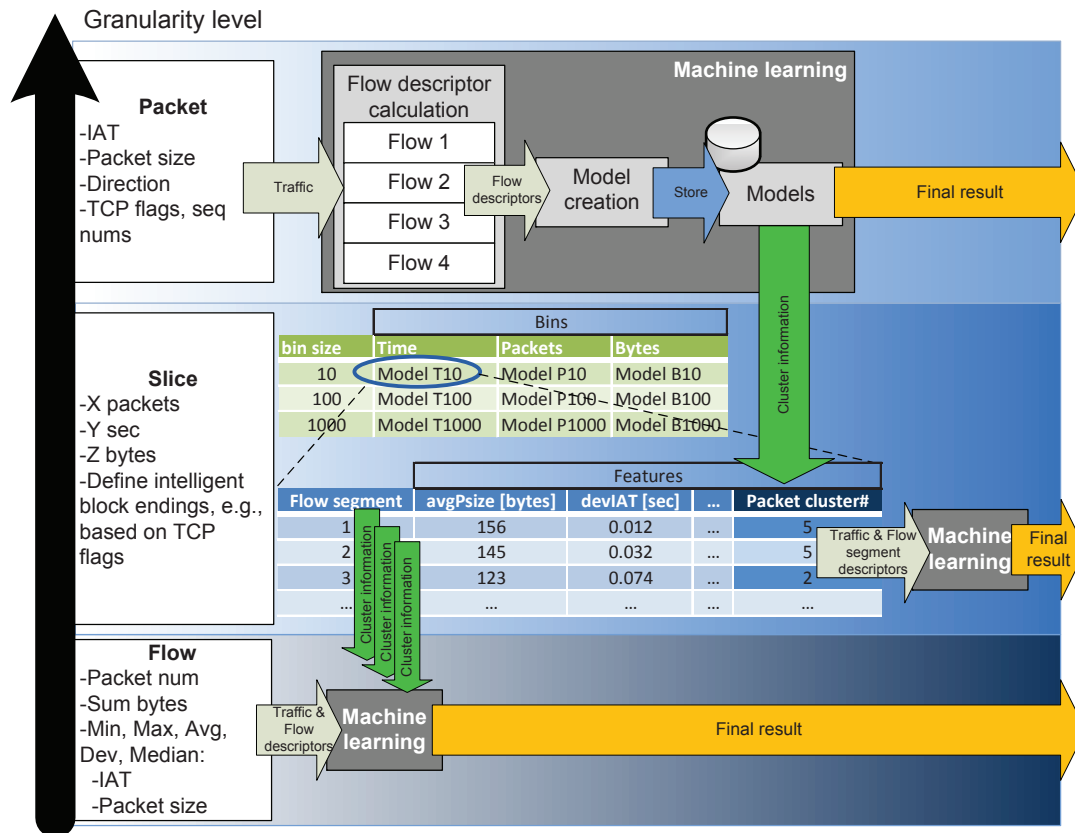 Granularity level
Packet
-IAT
-Packet size
-Direction
-TCP flags, seq
nums
Traffic
Machine learning
Flow descriptor
calculation
Flow 1
Flow 2
Flow 3
Flow 4
Flow
descriptors
Model
creation
Store
Models
Final result
Cluster information
Slice
-X packets
-Y sec
-Z bytes
-Define intelligent
block endings, e.g.,
based on TCP
flags
Bins
bin size Time Packets Bytes
10 Model T10 Model P10 Model B10
100 Model T100 Model P100 Model B100
1000 Model T1000 Model P1000 Model B1000
Features
Flow segment avgPsize [bytes] devIAT [sec] ... Packet cluster#
1 156 0.012 ... 5
2 145 0.032 ... 5
3 123 0.074 ... 2
... ... ... ... ...
Cluster information
Cluster information
Cluster information
Traffic & Flow
segment
descriptors
Machine
learning
Final
result
Flow
-Packet num
-Sum bytes
-Min, Max, Avg,
Dev, Median:
-IAT
-Packet size
Traffic &
Flow
descriptors
Machine
learning
Final result